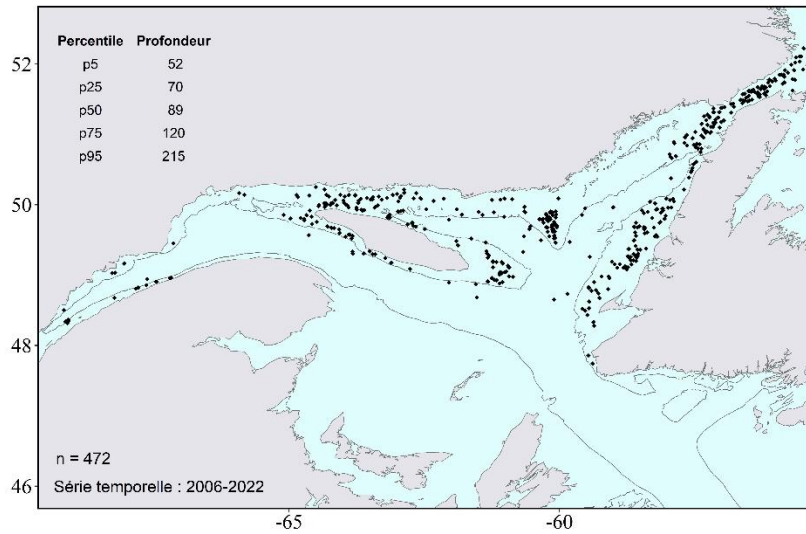 Percentile Profondeur
p5 52
p25 70
p50 89
p75 120
p95 215
52
50
48
46
n = 472
Série temporelle : 2006-2022
-65 -60